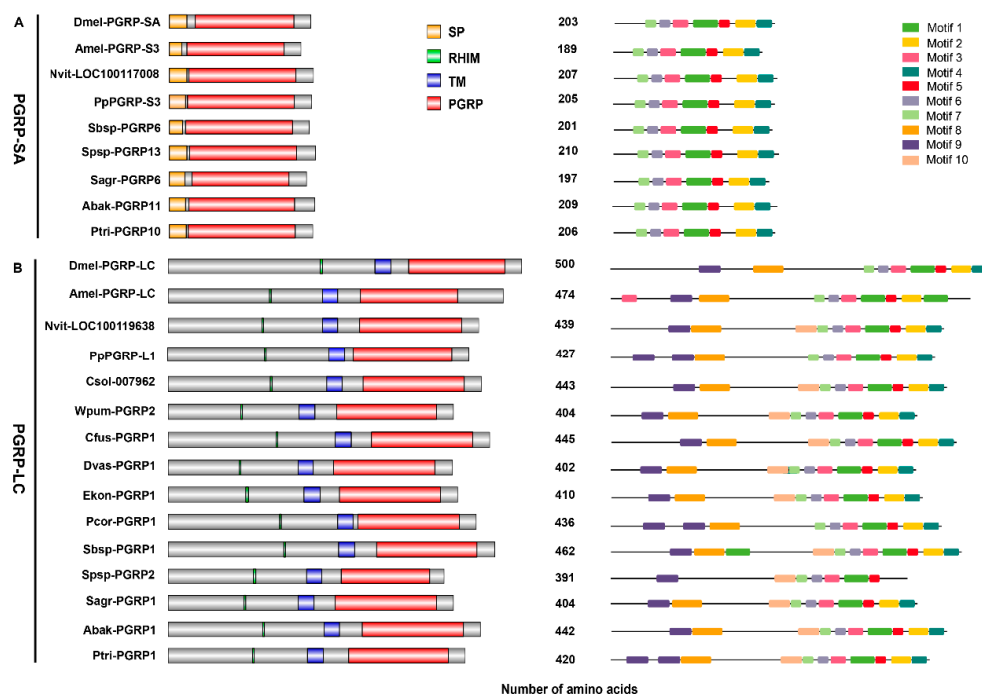 A
PGRP-SA
Dmel-PGRP-SA 203
Amel-PGRP-S3 189
Nvit-LOC100117008 207
PpPGRP-S3 205
Sbsp-PGRP6 201
Spsp-PGRP13 210
Sagr-PGRP6 197
Abak-PGRP11 209
Ptri-PGRP10 206
SP
RHIM
TM
PGRP
Motif 1
Motif 2
Motif 3
Motif 4
Motif 5
Motif 6
Motif 7
Motif 8
Motif 9
Motif 10
B
PGRP-LC
Dmel-PGRP-LC 500
Amel-PGRP-LC 474
Nvit-LOC100119638 439
PpPGRP-L1 427
Csol-007962 443
Wpum-PGRP2 404
Cfus-PGRP1 445
Dvas-PGRP1 402
Ekon-PGRP1 410
Pcor-PGRP1 436
Sbsp-PGRP1 462
Spsp-PGRP2 391
Sagr-PGRP1 404
Abak-PGRP1 442
Ptri-PGRP1 420
Number of amino acids